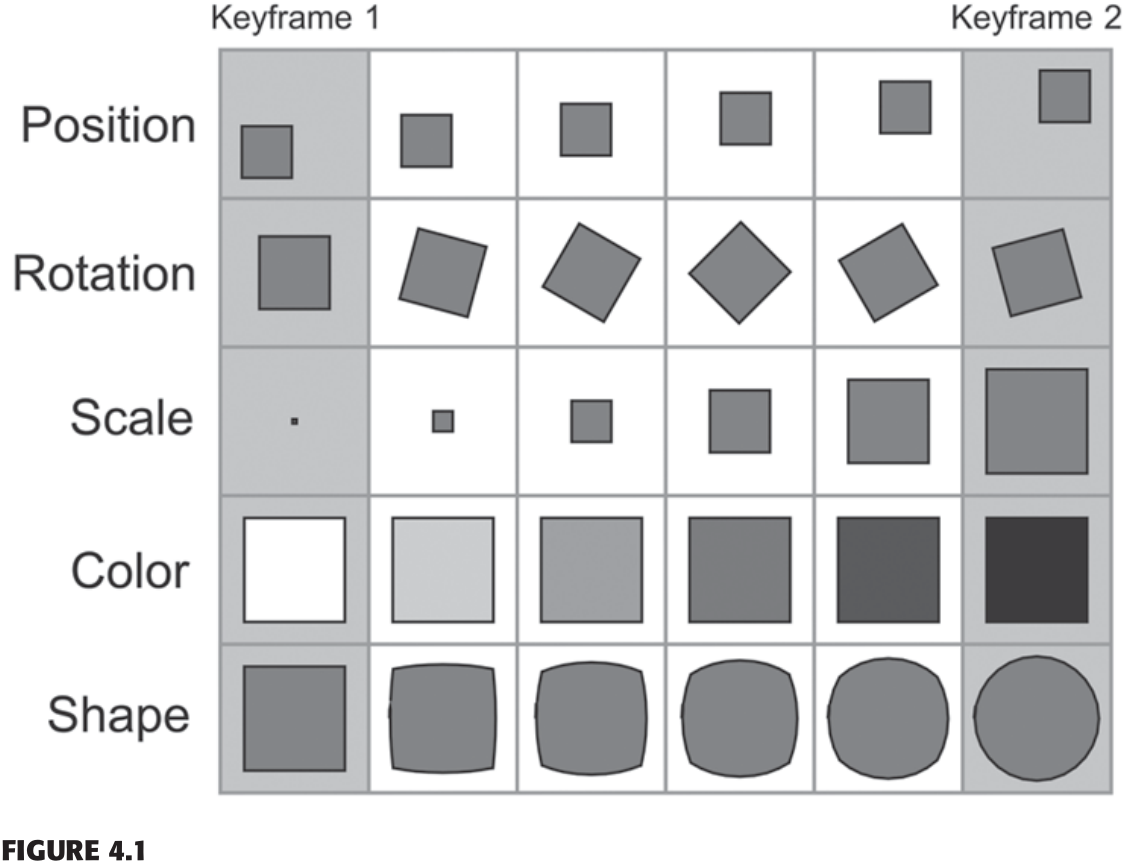 Keyframe 1
Keyframe 2
Position
Rotation
Scale
Color
Shape
FIGURE 4.1